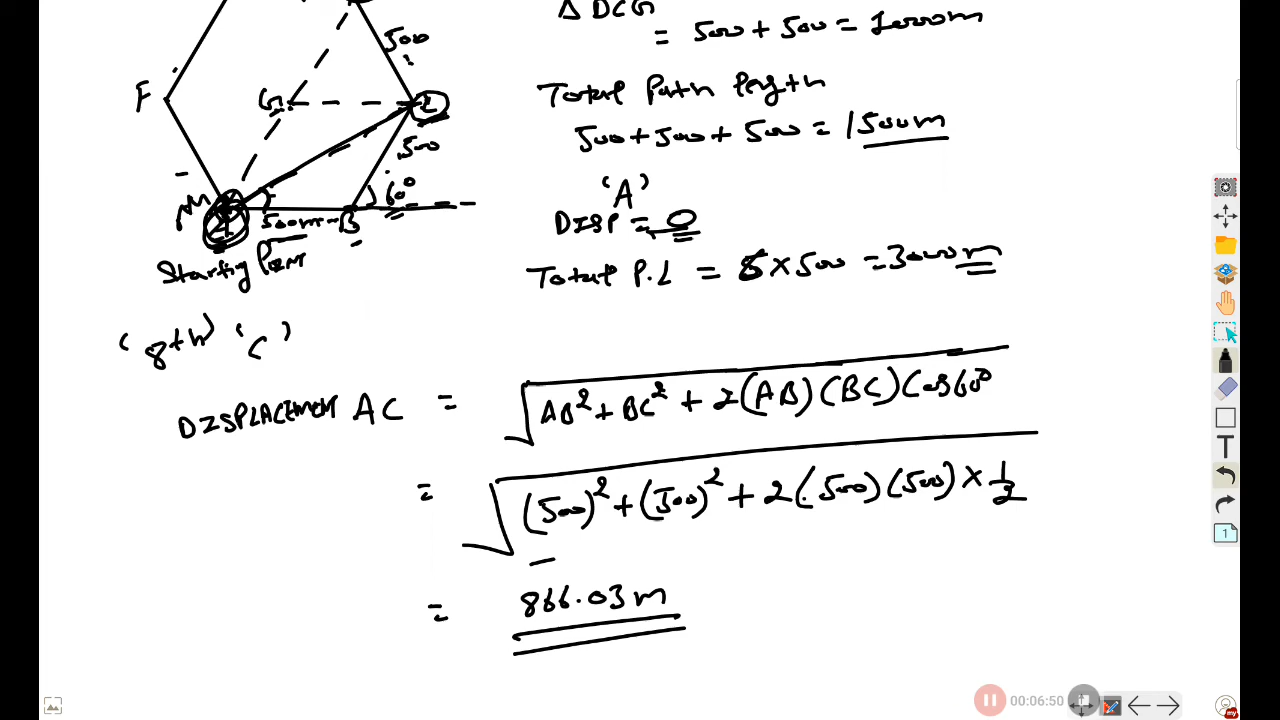 Δ DCG
= 500 + 500 = 1000m
500
F
G
C
Total Path length
500 + 500 + 500 = 1500m
500
60°
500m
B
'A'
DISP = 0
Starting Point
Total P.L = 6 × 500 = 3000m
'8th' 'C'
DISPLACEMENT AC = √AB² + BC² + 2(AB)(BC) Cos60°
= √(500)² + (500)² + 2(500)(500) × 1/2
= 866.03 m
T
1
00:06:50